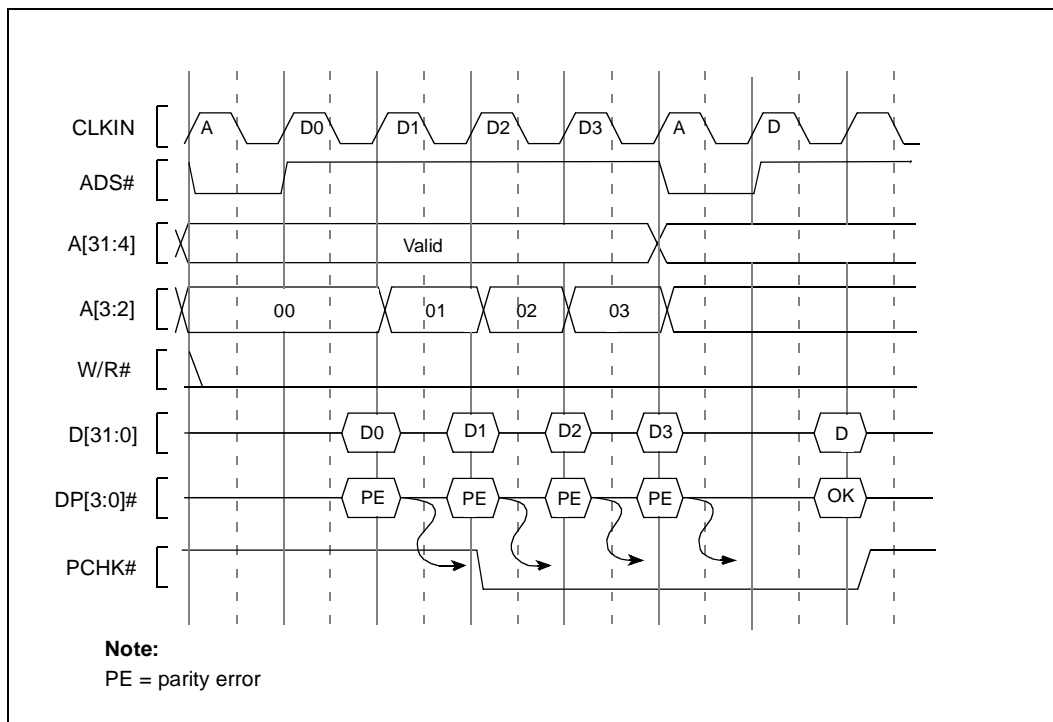 CLKIN A D0 D1 D2 D3 A D
ADS#
A[31:4] Valid
A[3:2] 00 01 02 03
W/R#
D[31:0] D0 D1 D2 D3 D
DP[3:0]# PE PE PE PE OK
PCHK#
Note:
PE = parity error